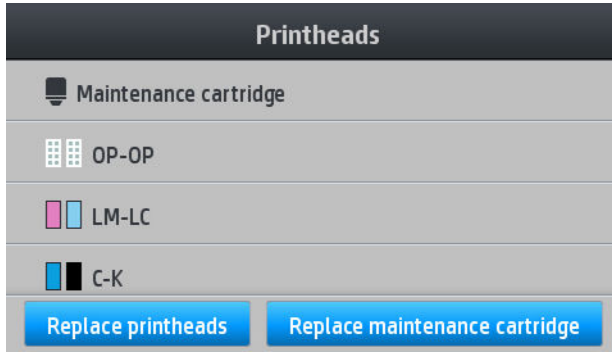 Printheads
Maintenance cartridge
OP-OP
LM-LC
C-K
Replace printheads
Replace maintenance cartridge